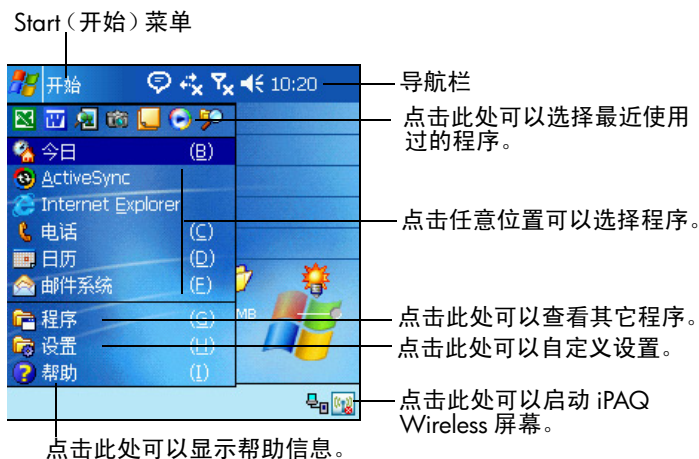 Start（开始）菜单
开始 10:20
导航栏
点击此处可以选择最近使用
过的程序。
今日 (B)
ActiveSync
Internet Explorer
电话 (C)
日历 (D)
邮件系统 (E)
点击任意位置可以选择程序。
程序 (G)
MB
点击此处可以查看其它程序。
设置 (H)
点击此处可以自定义设置。
帮助 (I)
点击此处可以启动 iPAQ
Wireless 屏幕。
点击此处可以显示帮助信息。